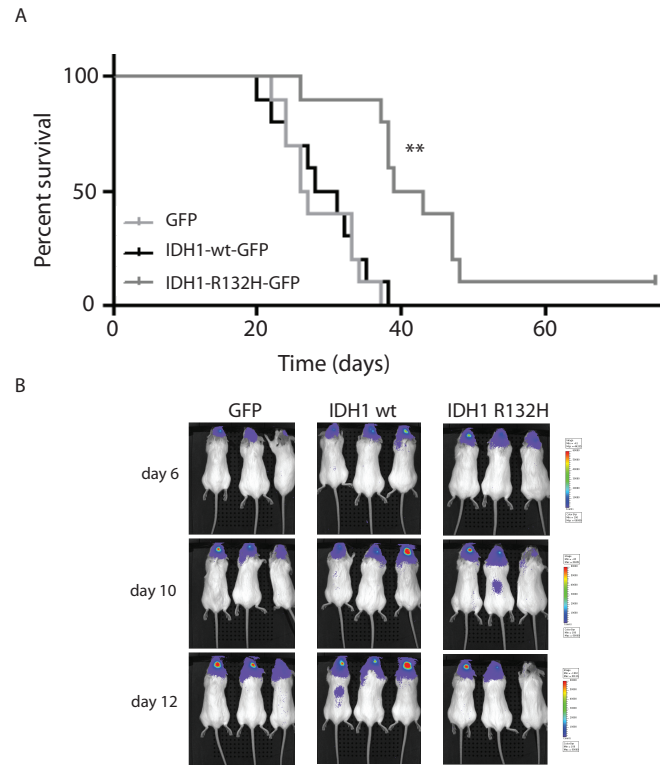 A
Percent survival
100
50
0
**
GFP
IDH1-wt-GFP
IDH1-R132H-GFP
0
20
40
60
Time (days)
B
GFP
IDH1 wt
IDH1 R132H
day 6
day 10
day 12